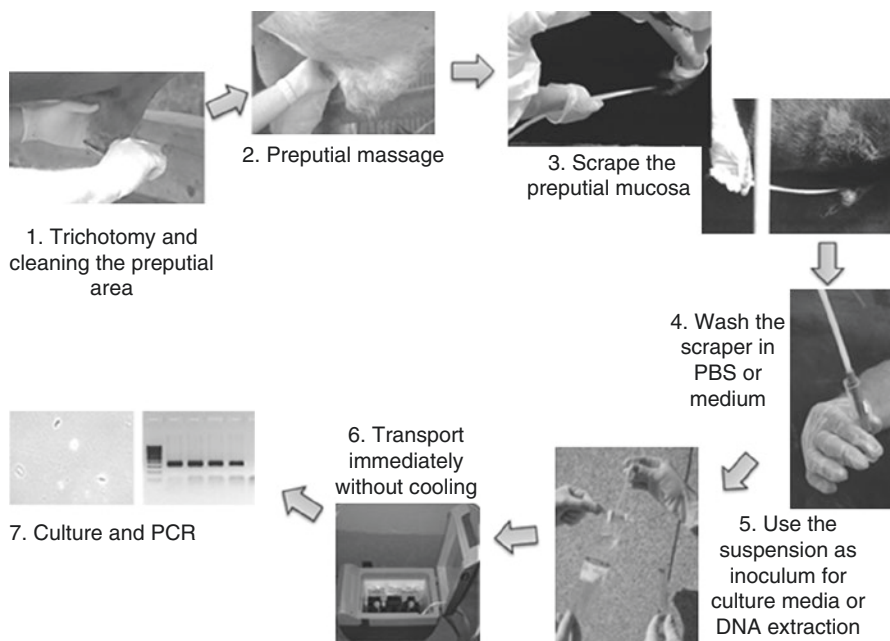 1. Trichotomy and
cleaning the preputial
area
2. Preputial massage
3. Scrape the
preputial mucosa
4. Wash the
scraper in
PBS or
medium
5. Use the
suspension as
inoculum for
culture media or
DNA extraction
6. Transport
immediately
without cooling
7. Culture and PCR